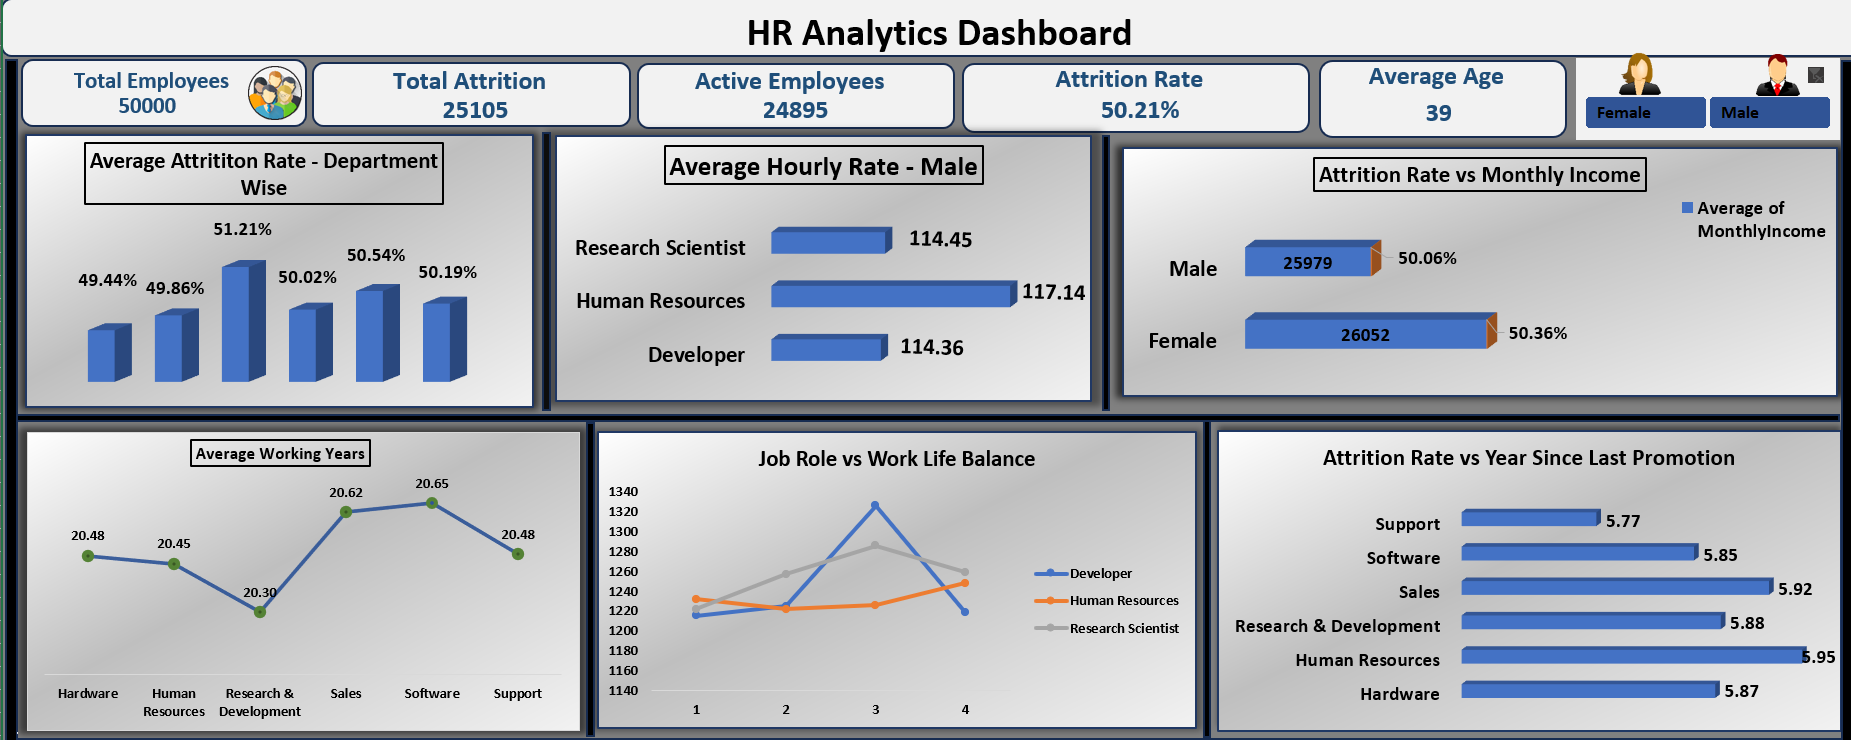 HR Analytics Dashboard
Total Employees
50000
Total Attrition
25105
Active Employees
24895
Attrition Rate
50.21%
Average Age
39
Female
Male
Average Attrititon Rate - Department
Wise
49.44%
49.86%
51.21%
50.02%
50.54%
50.19%
Average Hourly Rate - Male
Research Scientist
114.45
Human Resources
117.14
Developer
114.36
Attrition Rate vs Monthly Income
Average of
MonthlyIncome
Male
25979
50.06%
Female
26052
50.36%
Average Working Years
20.48
20.45
20.30
20.62
20.65
20.48
Hardware
Human
Resources
Research &
Development
Sales
Software
Support
Job Role vs Work Life Balance
1340
1320
1300
1280
1260
1240
1220
1200
1180
1160
1140
1
2
3
4
Developer
Human Resources
Research Scientist
Attrition Rate vs Year Since Last Promotion
Support
5.77
Software
5.85
Sales
5.92
Research & Development
5.88
Human Resources
5.95
Hardware
5.87